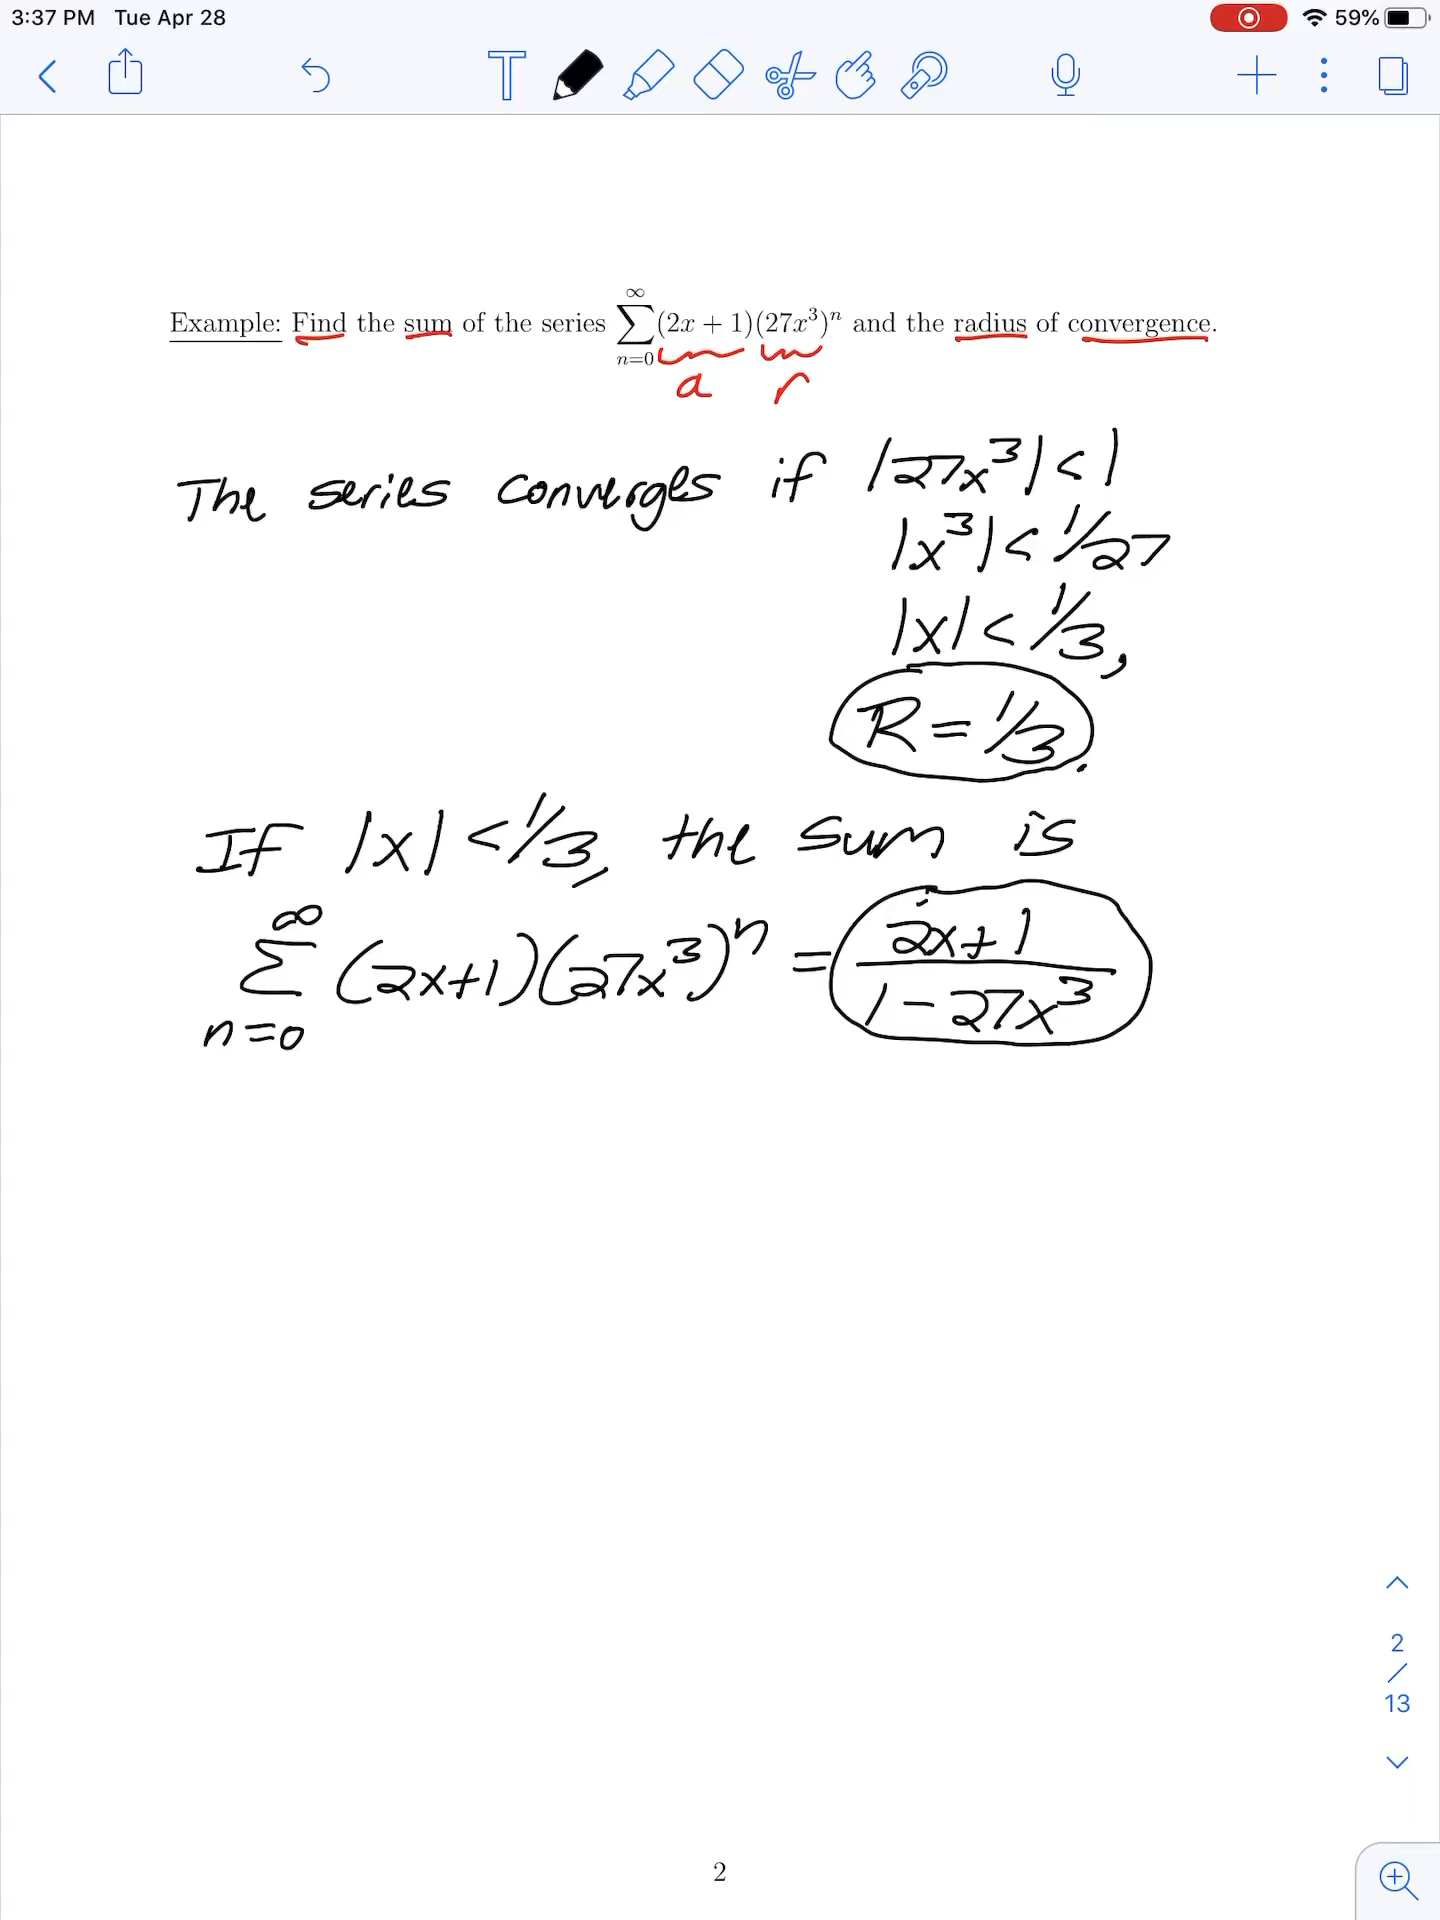 3:37 PM Tue Apr 28 59%
T
Example: Find the sum of the series ∑_{n=0}^{∞} (2x + 1)(27x³)ⁿ and the radius of convergence.
a r
The series converges if |27x³| < 1
|x³| < 1/27
|x| < 1/3,
R = 1/3.
If |x| < 1/3, the sum is
∑_{n=0}^{∞} (2x+1)(27x³)ⁿ = (2x+1)/(1-27x³)
2
/
13
2